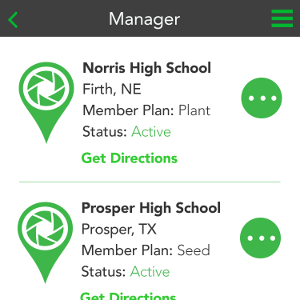 Manager
Norris High School
Firth, NE
Member Plan: Plant
Status: Active
Get Directions
Prosper High School
Prosper, TX
Member Plan: Seed
Status: Active
Get Directions